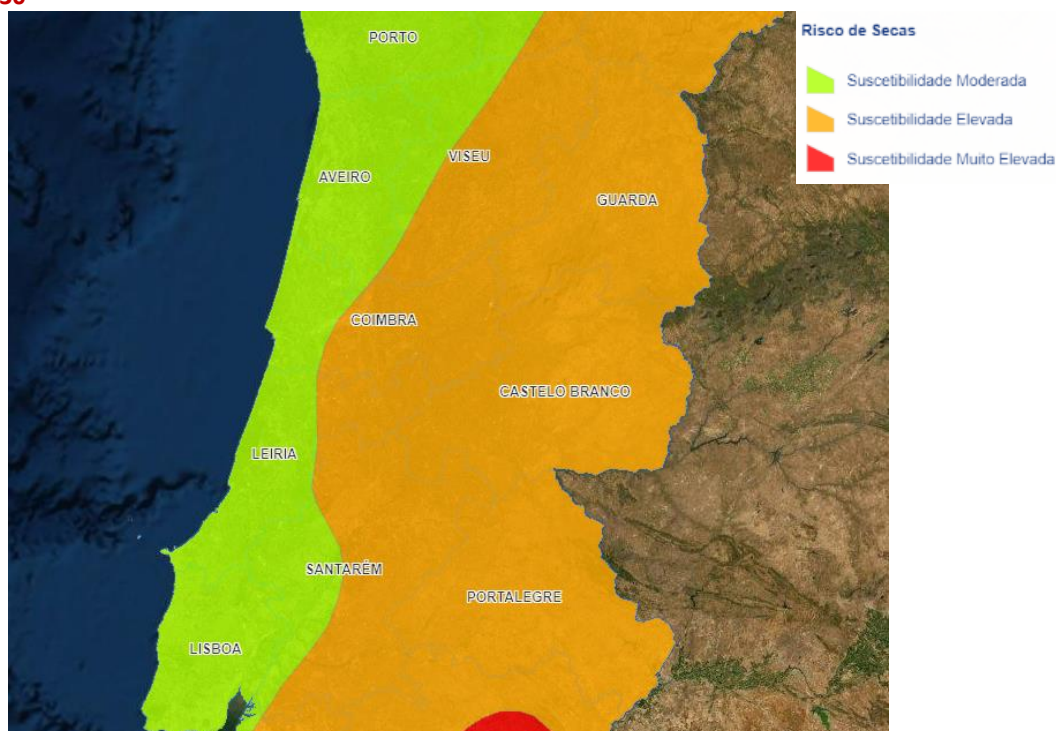 PORTO
Risco de Secas
Suscetibilidade Moderada
Suscetibilidade Elevada
Suscetibilidade Muito Elevada
VISEU
AVEIRO
GUARDA
COIMBRA
CASTELO BRANCO
LEIRIA
SANTARÉM
PORTALEGRE
LISBOA